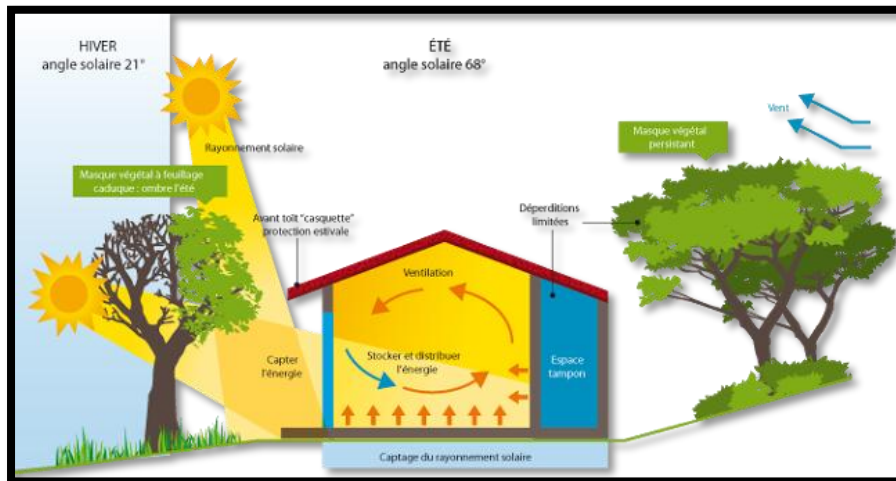 HIVER
angle solaire 21°
ÉTÉ
angle solaire 68°
Vent
Rayonnement solaire
Masque végétal
persistant
Masque végétal à feuillage
caduque : ombre l'été
Avant toît "casquette"
protection estivale
Déperditions
limitées
Ventilation
Capter
l'énergie
Stocker et distribuer
l'énergie
Espace
tampon
Captage du rayonnement solaire